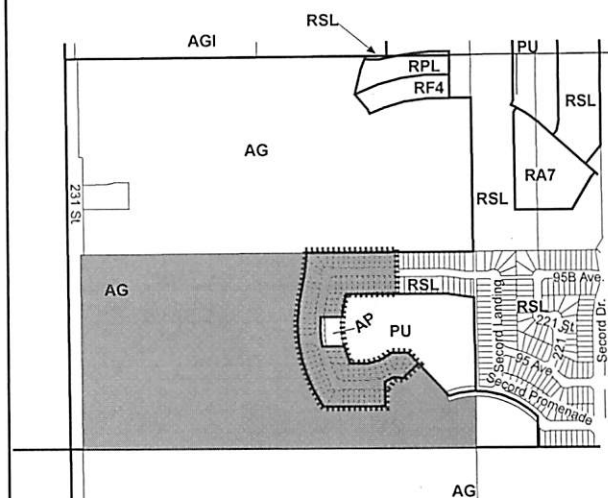 RSL
AGI
PU
RPL
RF4
RSL
AG
RA7
231 St.
RSL
AG
RSL
95B Ave.
AP
PU
Secord Landing
RSL
221 St.
221
Secord Dr.
95 Ave
Secord Promenade
AG